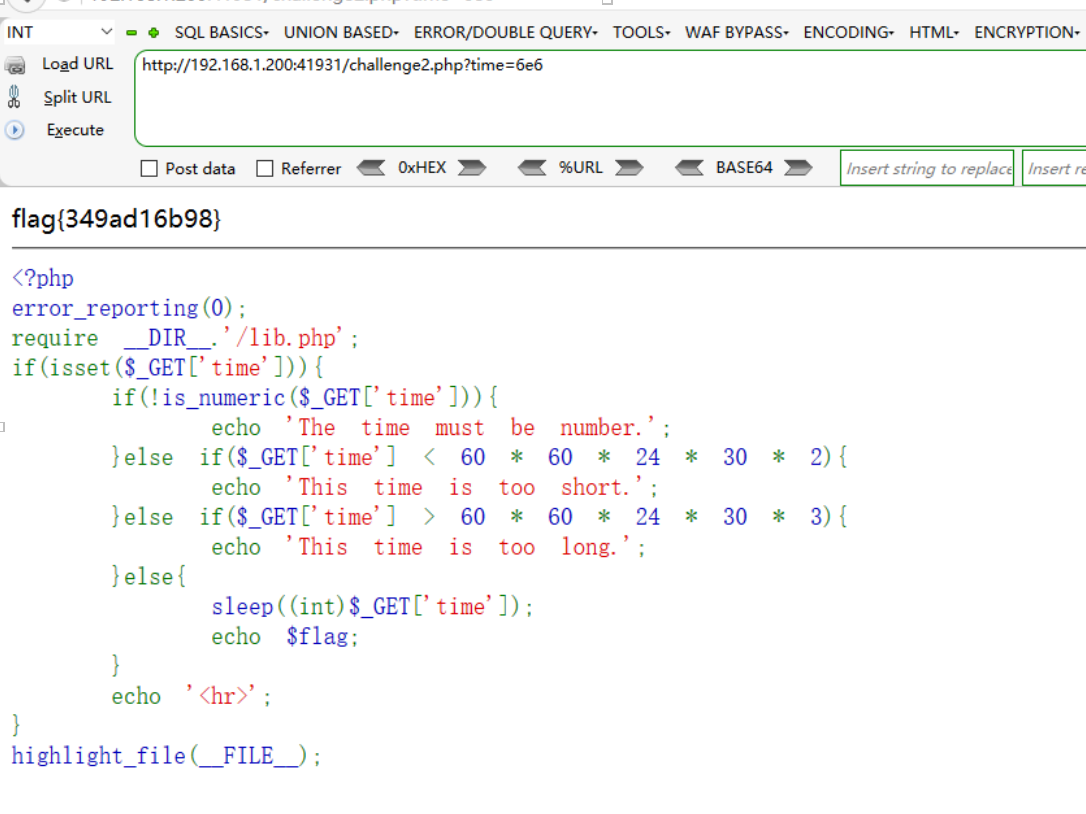 INT SQL BASICS UNION BASED ERROR/DOUBLE QUERY TOOLS WAF BYPASS ENCODING HTML ENCRYPTION
Load URL http://192.168.1.200:41931/challenge2.php?time=6e6
Split URL
Execute
Post data Referrer 0xHEX %URL BASE64 Insert string to replace Insert re
flag{349ad16b98}
<?php
error_reporting(0);
require __DIR__.'/lib.php';
if(isset($_GET['time'])){
if(!is_numeric($_GET['time'])){
echo 'The time must be number.';
}else if($_GET['time'] < 60 * 60 * 24 * 30 * 2){
echo 'This time is too short.';
}else if($_GET['time'] > 60 * 60 * 24 * 30 * 3){
echo 'This time is too long.';
}else{
sleep((int)$_GET['time']);
echo $flag;
}
echo '<hr>';
}
highlight_file(__FILE__);